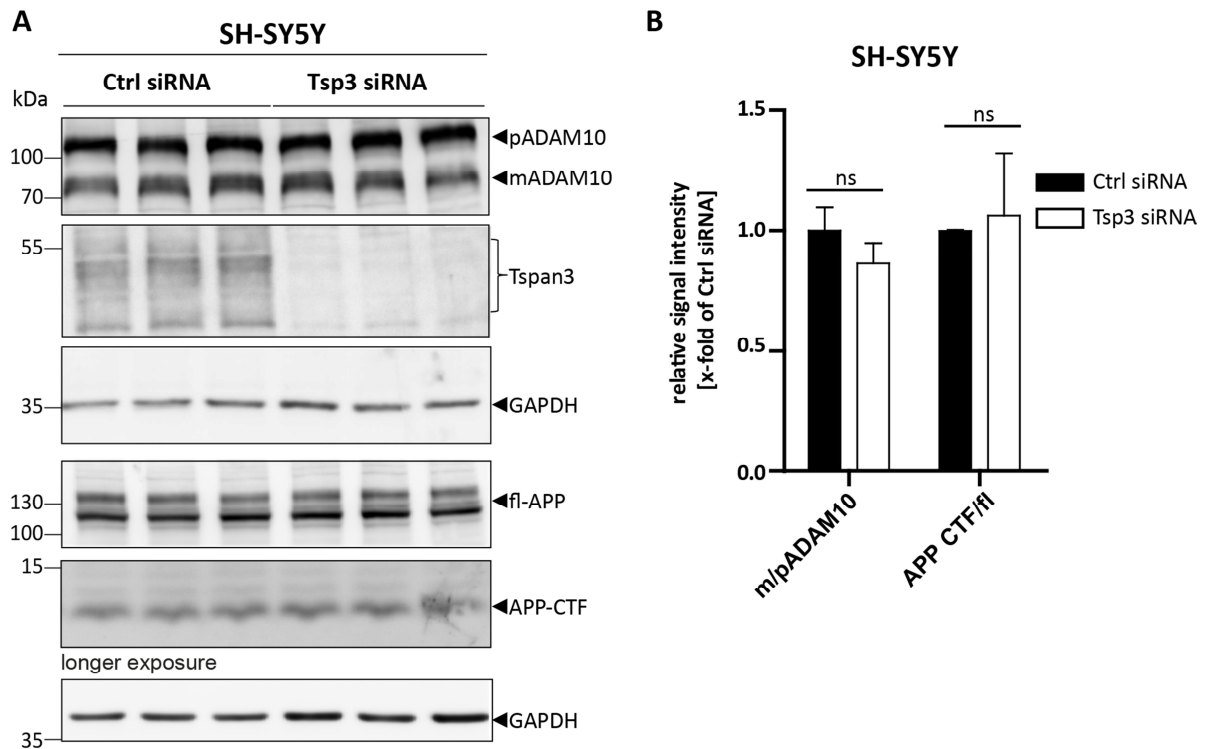 A
SH-SY5Y
Ctrl siRNA Tsp3 siRNA
kDa
pADAM10
100
mADAM10
70
55
Tspan3
35
GAPDH
130
fl-APP
100
15
APP-CTF
longer exposure
GAPDH
35
B
SH-SY5Y
relative signal intensity
[x-fold of Ctrl siRNA]
1.5
1.0
0.5
0.0
ns
ns
Ctrl siRNA
Tsp3 siRNA
m/pADAM10
APP CTF/fl